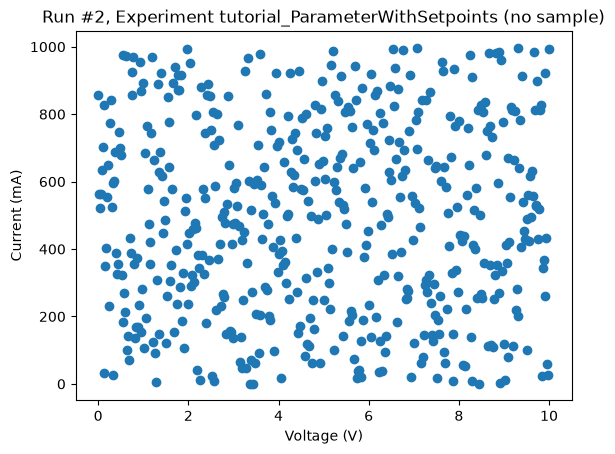 Run #2, Experiment tutorial_ParameterWithSetpoints (no sample)
1000
800
600
400
200
0
Current (mA)
0 2 4 6 8 10
Voltage (V)